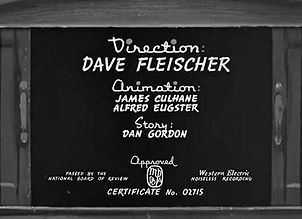 Direction:
DAVE FLEISCHER
Animation:
JAMES CULHANE
ALFRED EUGSTER
Story:
DAN GORDON
Approved
PASSED BY THE
NATIONAL BOARD OF REVIEW
Western Electric
NOISELESS RECORDING
CERTIFICATE No. 02715